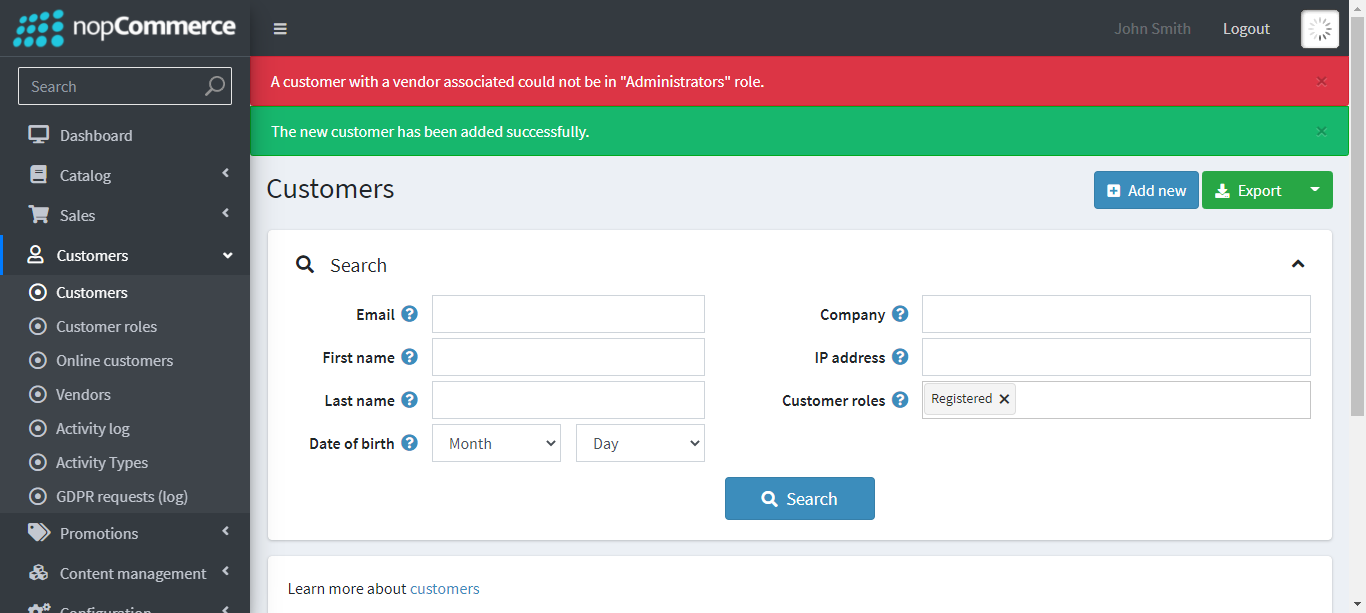 nopCommerce
John Smith
Logout
A customer with a vendor associated could not be in "Administrators" role.
The new customer has been added successfully.
Search
Dashboard
Catalog
Sales
Customers
Customers
Customer roles
Online customers
Vendors
Activity log
Activity Types
GDPR requests (log)
Promotions
Content management
Configuration
Customers
Add new
Export
Search
Email
Company
First name
IP address
Last name
Customer roles
Registered
Date of birth
Month
Day
Search
Learn more about customers